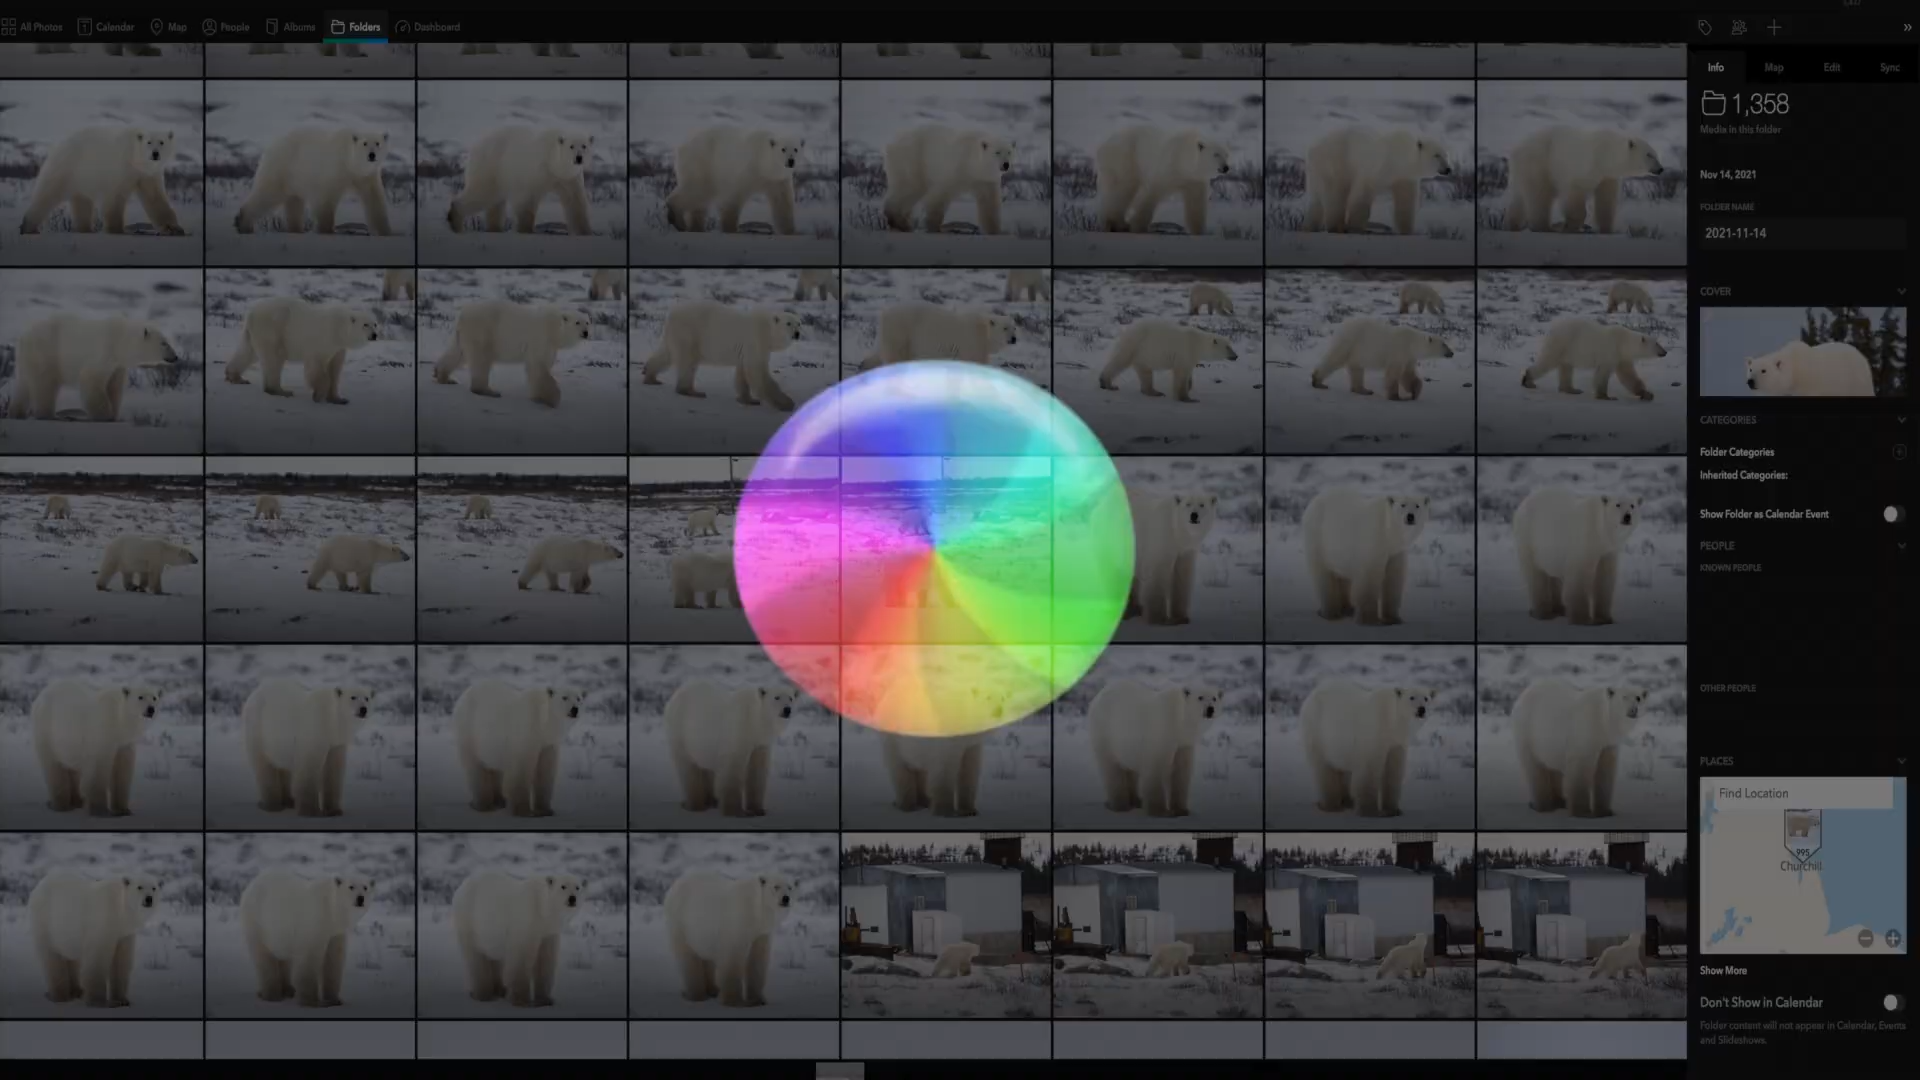 All Photos
Calendar
Map
People
Albums
Folders
Dashboard
Info
Map
Edit
Sync
1,358
Media in this folder
Nov 14, 2021
FOLDER NAME
2021-11-14
COVER
CATEGORIES
Folder Categories
Inherited Categories:
Show Folder as Calendar Event
PEOPLE
KNOWN PEOPLE
OTHER PEOPLE
PLACES
Find Location
995
Churchill
Show More
Don't Show in Calendar
Folder content will not appear in Calendar, Events
and Slideshows.